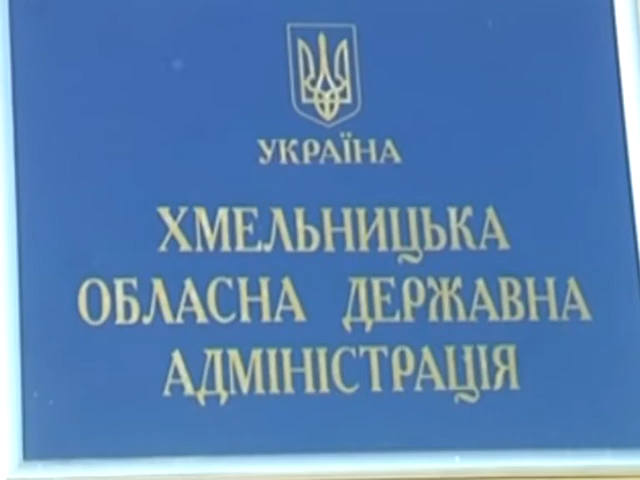 УКРАЇНА
ХМЕЛЬНИЦЬКА
ОБЛАСНА ДЕРЖАВНА
АДМІНІСТРАЦІЯ